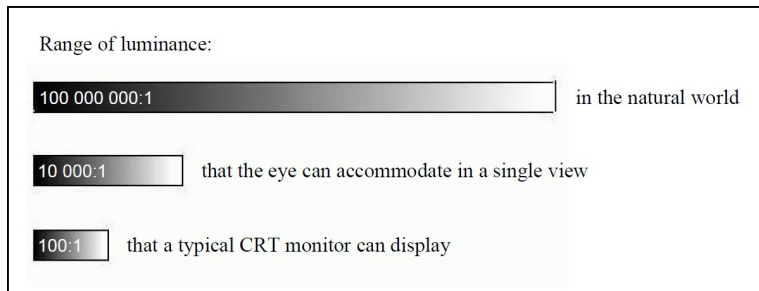 Range of luminance:
100 000 000:1 in the natural world
10 000:1 that the eye can accommodate in a single view
100:1 that a typical CRT monitor can display